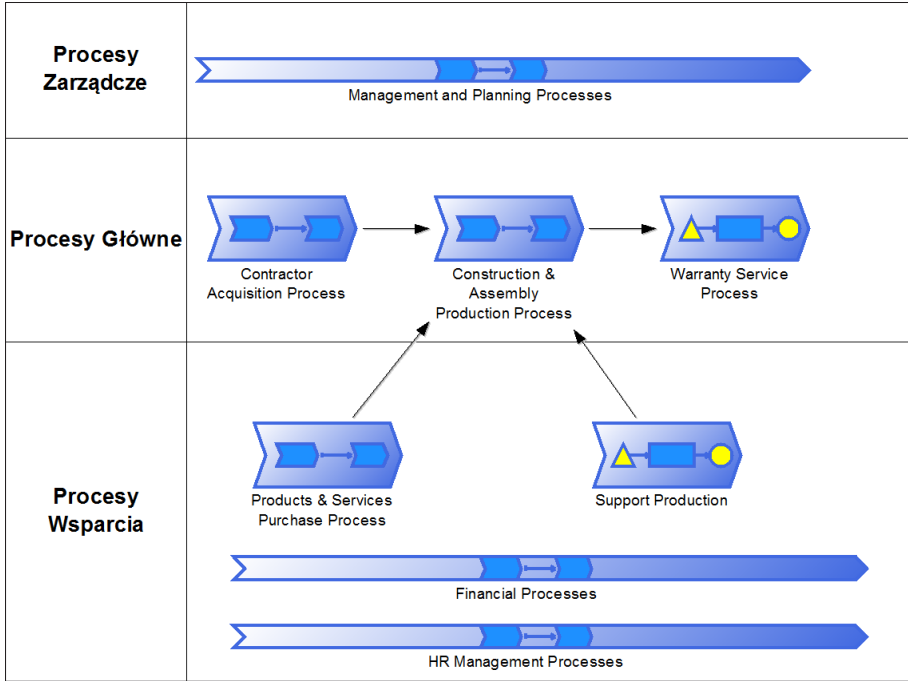 Procesy
Zarządcze
Management and Planning Processes
Procesy Główne
Contractor
Acquisition Process
Construction &
Assembly
Production Process
Warranty Service
Process
Procesy
Wsparcia
Products & Services
Purchase Process
Support Production
Financial Processes
HR Management Processes